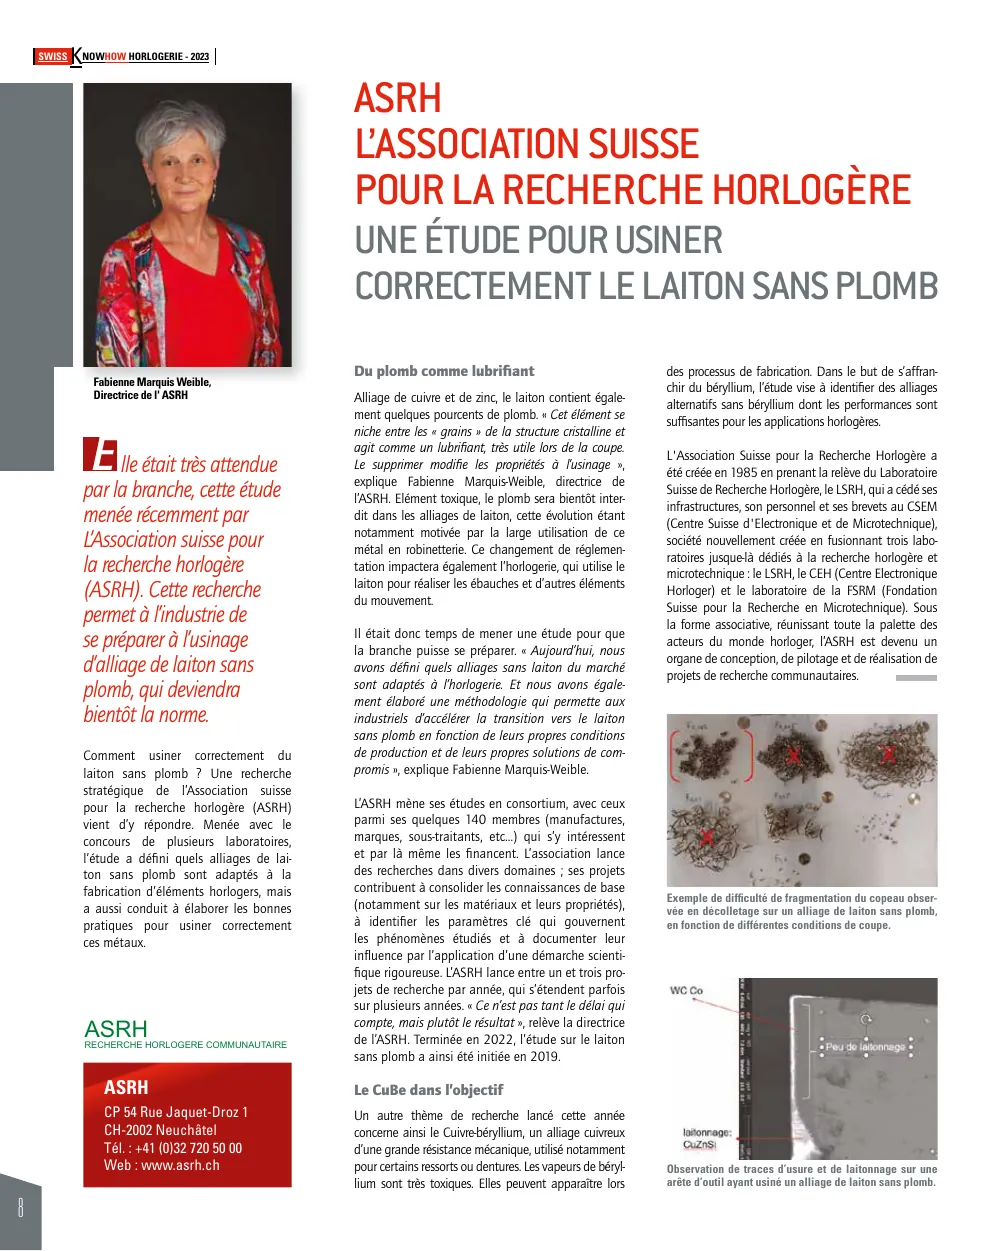 SWISS KNOWHOW HORLOGERIE - 2023
ASRH
L'ASSOCIATION SUISSE
POUR LA RECHERCHE HORLOGÈRE
UNE ÉTUDE POUR USINER
CORRECTEMENT LE LAITON SANS PLOMB
Fabienne Marquis Weible,
Directrice de l' ASRH
Elle était très attendue
par la branche, cette étude
menée récemment par
L'Association suisse pour
la recherche horlogère
(ASRH). Cette recherche
permet à l'industrie de
se préparer à l'usinage
d'alliage de laiton sans
plomb, qui deviendra
bientôt la norme.
Comment usiner correctement du
laiton sans plomb ? Une recherche
stratégique de l'Association suisse
pour la recherche horlogère (ASRH)
vient d'y répondre. Menée avec le
concours de plusieurs laboratoires,
l'étude a défini quels alliages de lai-
ton sans plomb sont adaptés à la
fabrication d'éléments horlogers, mais
a aussi conduit à élaborer les bonnes
pratiques pour usiner correctement
ces métaux.
ASRH
RECHERCHE HORLOGERE COMMUNAUTAIRE
ASRH
CP 54 Rue Jaquet-Droz 1
CH-2002 Neuchâtel
Tél. : +41 (0)32 720 50 00
Web : www.asrh.ch
8
Du plomb comme lubrifiant
Alliage de cuivre et de zinc, le laiton contient égale-
ment quelques pourcents de plomb. « Cet élément se
niche entre les « grains » de la structure cristalline et
agit comme un lubrifiant, très utile lors de la coupe.
Le supprimer modifie les propriétés à l'usinage »,
explique Fabienne Marquis-Weible, directrice de
l'ASRH. Elément toxique, le plomb sera bientôt inter-
dit dans les alliages de laiton, cette évolution étant
notamment motivée par la large utilisation de ce
métal en robinetterie. Ce changement de réglemen-
tation impactera également l'horlogerie, qui utilise le
laiton pour réaliser les ébauches et d'autres éléments
du mouvement.
Il était donc temps de mener une étude pour que
la branche puisse se préparer. « Aujourd'hui, nous
avons défini quels alliages sans laiton du marché
sont adaptés à l'horlogerie. Et nous avons égale-
ment élaboré une méthodologie qui permette aux
industriels d'accélérer la transition vers le laiton
sans plomb en fonction de leurs propres conditions
de production et de leurs propres solutions de com-
promis », explique Fabienne Marquis-Weible.
L'ASRH mène ses études en consortium, avec ceux
parmi ses quelques 140 membres (manufactures,
marques, sous-traitants, etc...) qui s'y intéressent
et par là même les financent. L'association lance
des recherches dans divers domaines ; ses projets
contribuent à consolider les connaissances de base
(notamment sur les matériaux et leurs propriétés),
à identifier les paramètres clé qui gouvernent
les phénomènes étudiés et à documenter leur
influence par l'application d'une démarche scienti-
fique rigoureuse. L'ASRH lance entre un et trois pro-
jets de recherche par année, qui s'étendent parfois
sur plusieurs années. « Ce n'est pas tant le délai qui
compte, mais plutôt le résultat », relève la directrice
de l'ASRH. Terminée en 2022, l'étude sur le laiton
sans plomb a ainsi été initiée en 2019.
Le CuBe dans l'objectif
Un autre thème de recherche lancé cette année
concerne ainsi le Cuivre-béryllium, un alliage cuivreux
d'une grande résistance mécanique, utilisé notamment
pour certains ressorts ou dentures. Les vapeurs de béryl-
lium sont très toxiques. Elles peuvent apparaître lors
des processus de fabrication. Dans le but de s'affran-
chir du béryllium, l'étude vise à identifier des alliages
alternatifs sans béryllium dont les performances sont
suffisantes pour les applications horlogères.
L'Association Suisse pour la Recherche Horlogère a
été créée en 1985 en prenant la relève du Laboratoire
Suisse de Recherche Horlogère, le LSRH, qui a cédé ses
infrastructures, son personnel et ses brevets au CSEM
(Centre Suisse d'Electronique et de Microtechnique),
société nouvellement créée en fusionnant trois labo-
ratoires jusque-là dédiés à la recherche horlogère et
microtechnique : le LSRH, le CEH (Centre Electronique
Horloger) et le laboratoire de la FSRM (Fondation
Suisse pour la Recherche en Microtechnique). Sous
la forme associative, réunissant toute la palette des
acteurs du monde horloger, l'ASRH est devenu un
organe de conception, de pilotage et de réalisation de
projets de recherche communautaires.
Exemple de difficulté de fragmentation du copeau obser-
vée en décolletage sur un alliage de laiton sans plomb,
en fonction de différentes conditions de coupe.
WC Co
Peu de laitonnage
laitonnage:
CuZnSi
Observation de traces d'usure et de laitonnage sur une
arête d'outil ayant usiné un alliage de laiton sans plomb.